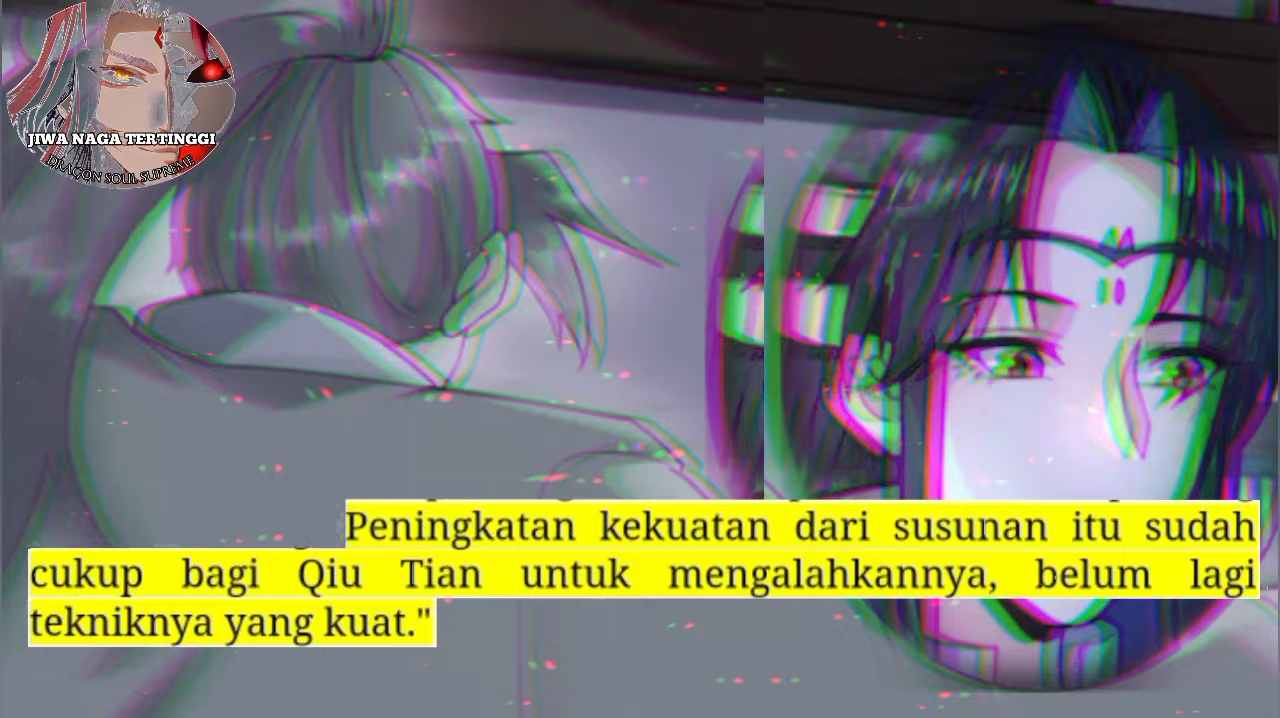 JIWA NAGA TERTINGGI
DRAGON SOUL SUPREME
Peningkatan kekuatan dari susunan itu sudah
cukup bagi Qiu Tian untuk mengalahkannya, belum lagi
tekniknya yang kuat."